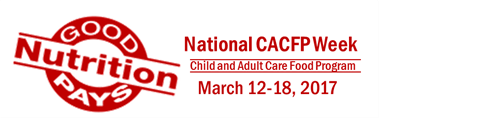 GOOD
Nutrition
PAYS
National CACFP Week
Child and Adult Care Food Program
March 12-18, 2017